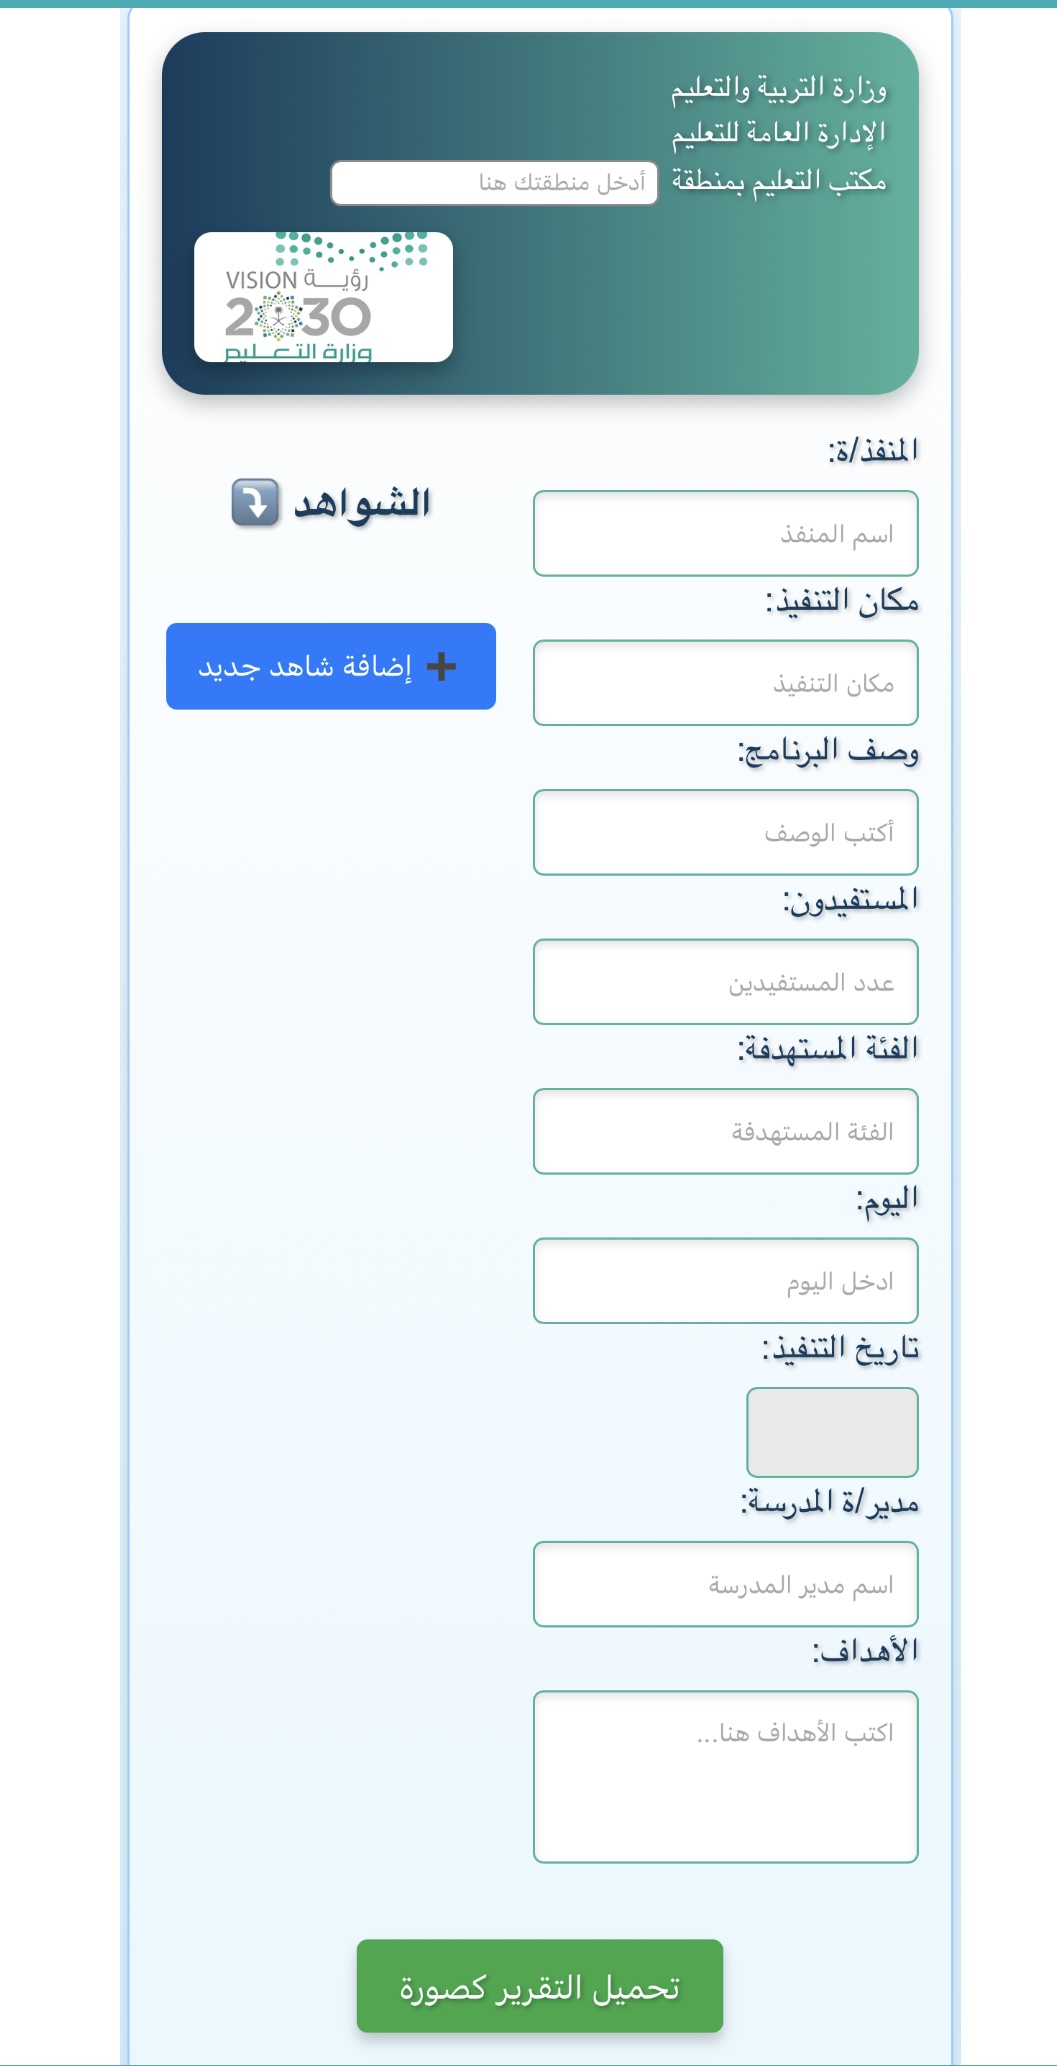 وزارة التربية والتعليم
الإدارة العامة للتعليم
مكتب التعليم بمنطقة أدخل منطقتك هنا
رؤيــة VISION
2030
وزارة التـعـلـيم
المنفذ/ة:
اسم المنفذ
مكان التنفيذ:
مكان التنفيذ
وصف البرنامج:
أكتب الوصف
المستفيدون:
عدد المستفيدين
الفئة المستهدفة:
الفئة المستهدفة
اليوم:
ادخل اليوم
تاريخ التنفيذ:
مدير/ة المدرسة:
اسم مدير المدرسة
الأهداف:
اكتب الأهداف هنا...
الشواهد ⤵️
➕ إضافة شاهد جديد
تحميل التقرير كصورة